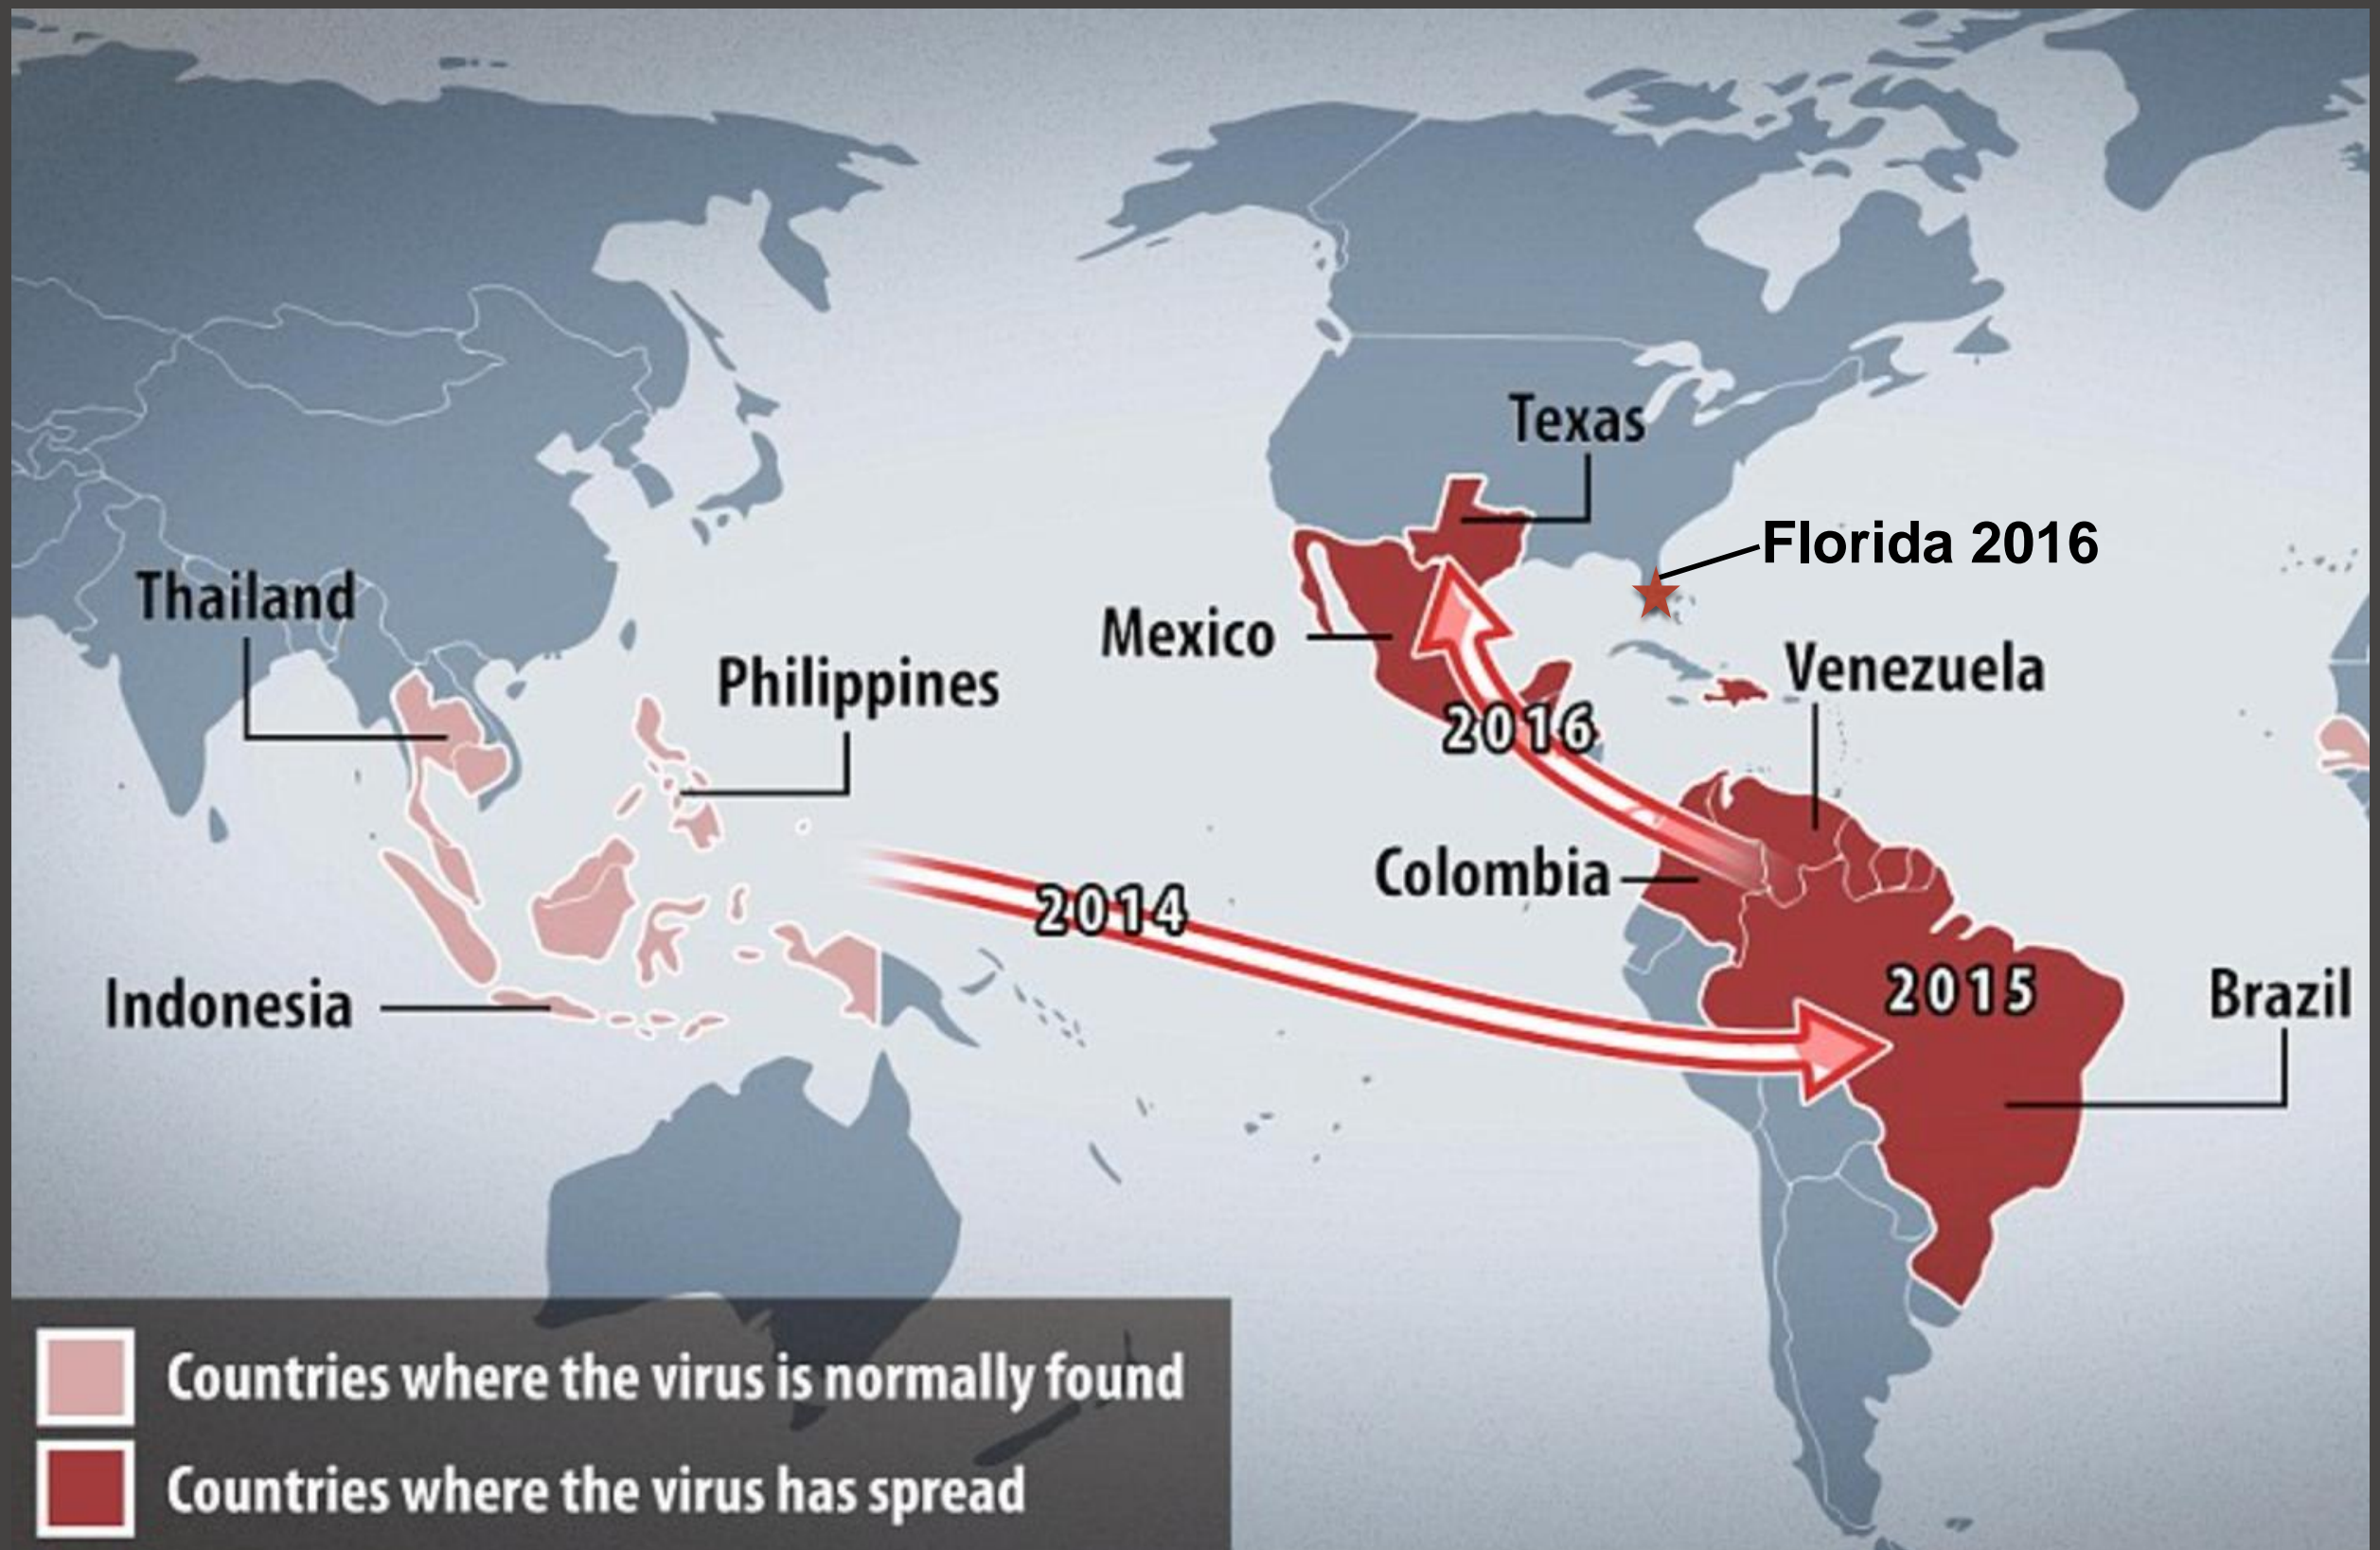 Texas
Florida 2016
Thailand
Mexico
Venezuela
Philippines
2016
Colombia
2014
2015
Brazil
Indonesia
Countries where the virus is normally found
Countries where the virus has spread